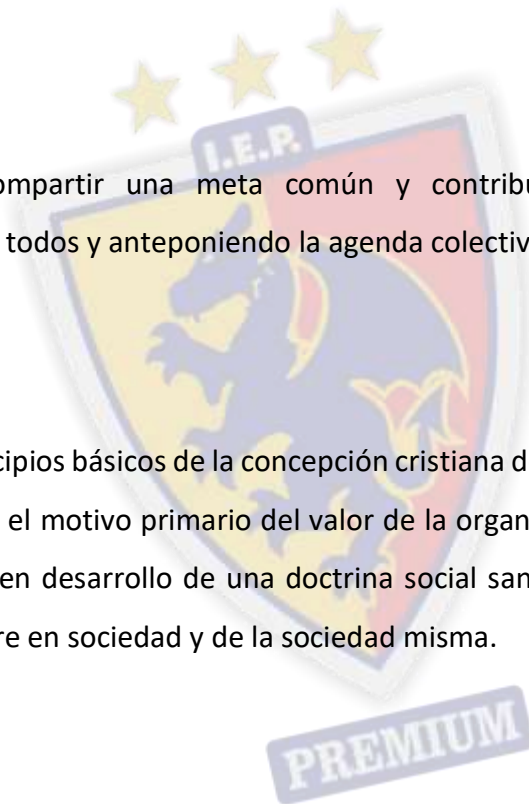 I.E.P.
ompartir una meta común y contribu
todos y anteponiendo la agenda colectiv
cipios básicos de la concepción cristiana d
el motivo primario del valor de la organ
en desarrollo de una doctrina social san
re en sociedad y de la sociedad misma.
PREMIUM